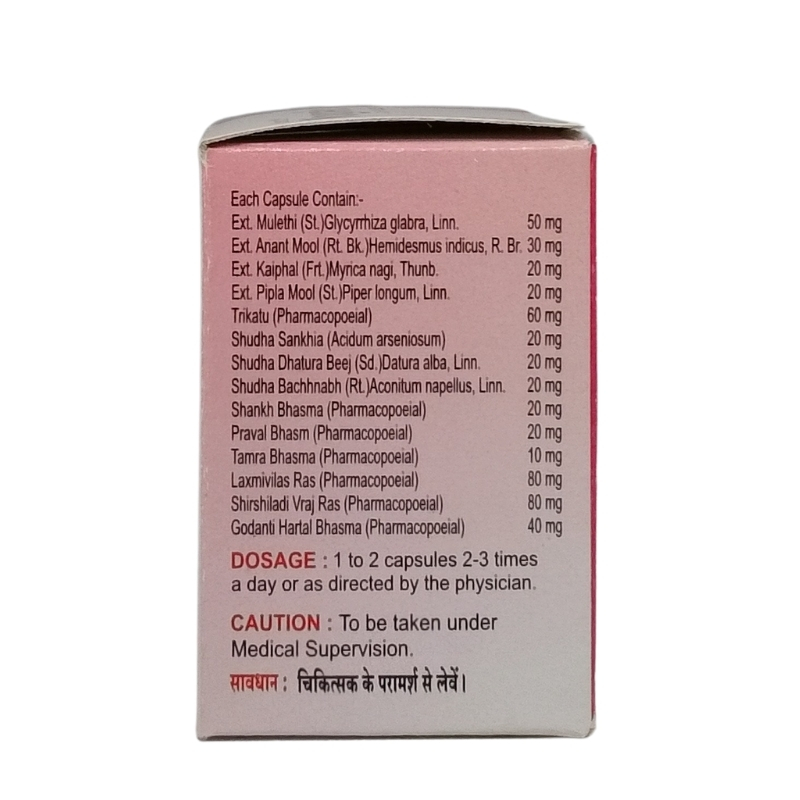 Each Capsule Contain:-
Ext. Mulethi (St.)Glycyrrhiza glabra, Linn. 50 mg
Ext. Anant Mool (Rt. Bk.)Hemidesmus indicus, R. Br. 30 mg
Ext. Kaiphal (Frt.)Myrica nagi, Thunb. 20 mg
Ext. Pipla Mool (St.)Piper longum, Linn. 20 mg
Trikatu (Pharmacopoeial) 60 mg
Shudha Sankhia (Acidum arseniosum) 20 mg
Shudha Dhatura Beej (Sd.)Datura alba, Linn. 20 mg
Shudha Bachhnabh (Rt.)Aconitum napellus, Linn. 20 mg
Shankh Bhasma (Pharmacopoeial) 20 mg
Praval Bhasm (Pharmacopoeial) 20 mg
Tamra Bhasma (Pharmacopoeial) 10 mg
Laxmivilas Ras (Pharmacopoeial) 80 mg
Shirshiladi Vraj Ras (Pharmacopoeial) 80 mg
Godanti Hartal Bhasma (Pharmacopoeial) 40 mg
DOSAGE : 1 to 2 capsules 2-3 times
a day or as directed by the physician.
CAUTION : To be taken under
Medical Supervision.
सावधान : चिकित्सक के परामर्श से लेवें।